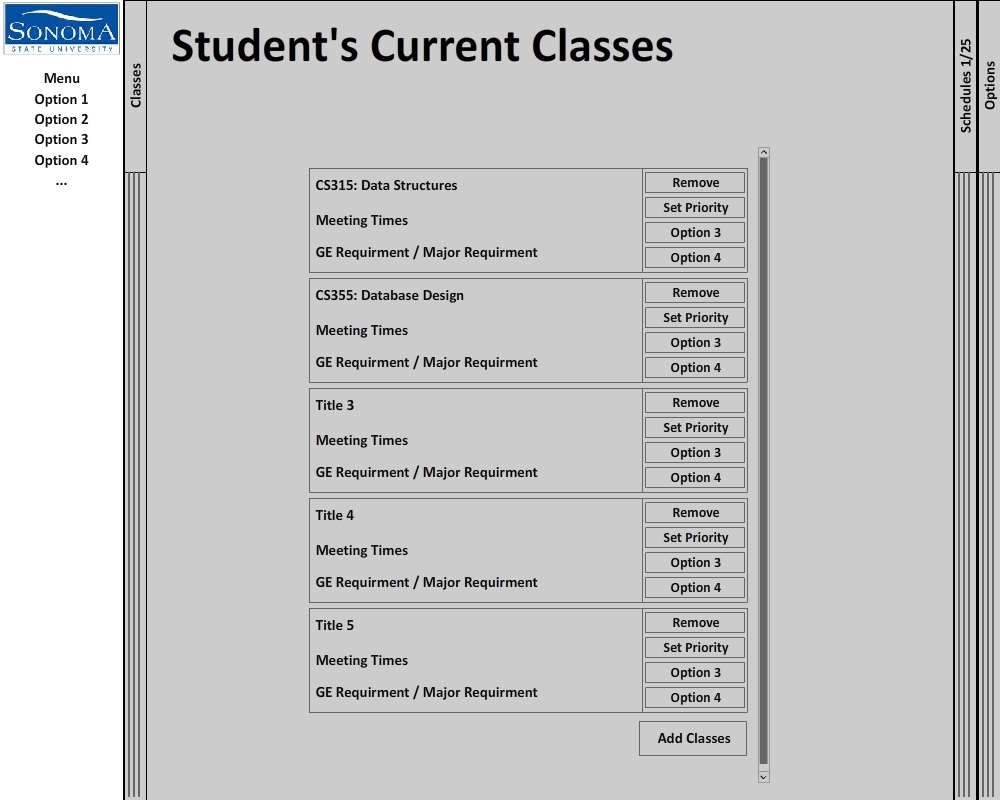 SONOMA
STATE UNIVERSITY
Menu
Option 1
Option 2
Option 3
Option 4
...
Classes
Student's Current Classes
CS315: Data Structures
Meeting Times
GE Requirment / Major Requirment
Remove
Set Priority
Option 3
Option 4
CS355: Database Design
Meeting Times
GE Requirment / Major Requirment
Remove
Set Priority
Option 3
Option 4
Title 3
Meeting Times
GE Requirment / Major Requirment
Remove
Set Priority
Option 3
Option 4
Title 4
Meeting Times
GE Requirment / Major Requirment
Remove
Set Priority
Option 3
Option 4
Title 5
Meeting Times
GE Requirment / Major Requirment
Remove
Set Priority
Option 3
Option 4
Add Classes
Schedules 1/25
Options